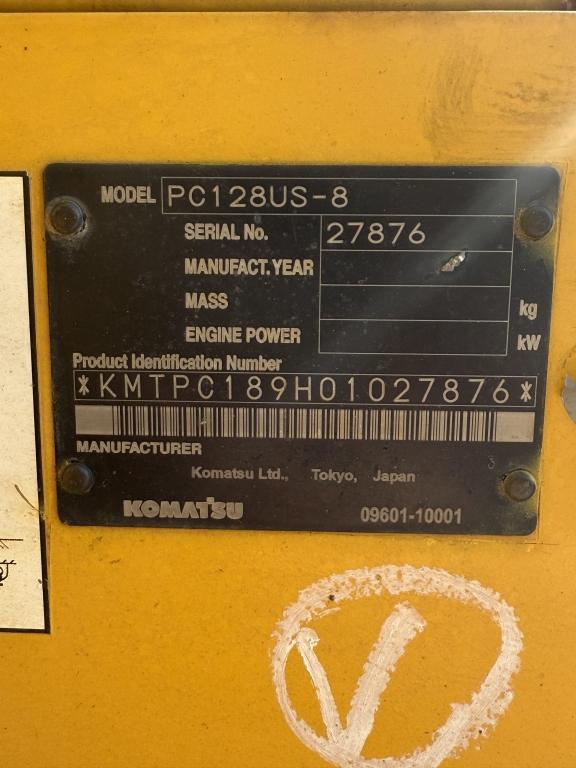 MODEL PC128US-8
SERIAL No. 27876
MANUFACT. YEAR
MASS kg
ENGINE POWER kW
Product Identification Number
*KMTPC189H01027876*
MANUFACTURER
Komatsu Ltd., Tokyo, Japan
KOMATSU 09601-10001
V